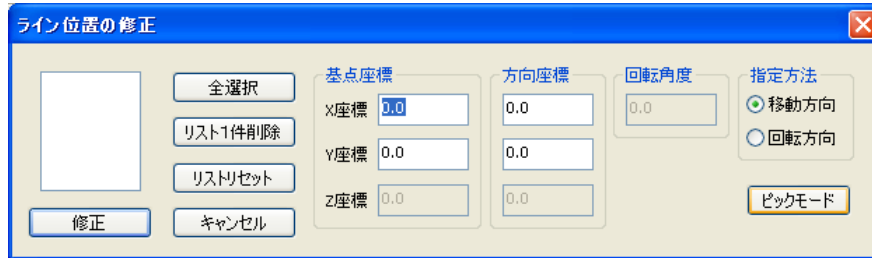 ライン位置の修正
全選択
リスト1件削除
リストリセット
修正
キャンセル
基点座標
X座標 0.0
Y座標 0.0
Z座標 0.0
方向座標
0.0
0.0
0.0
回転角度
0.0
指定方法
移動方向
回転方向
ピックモード